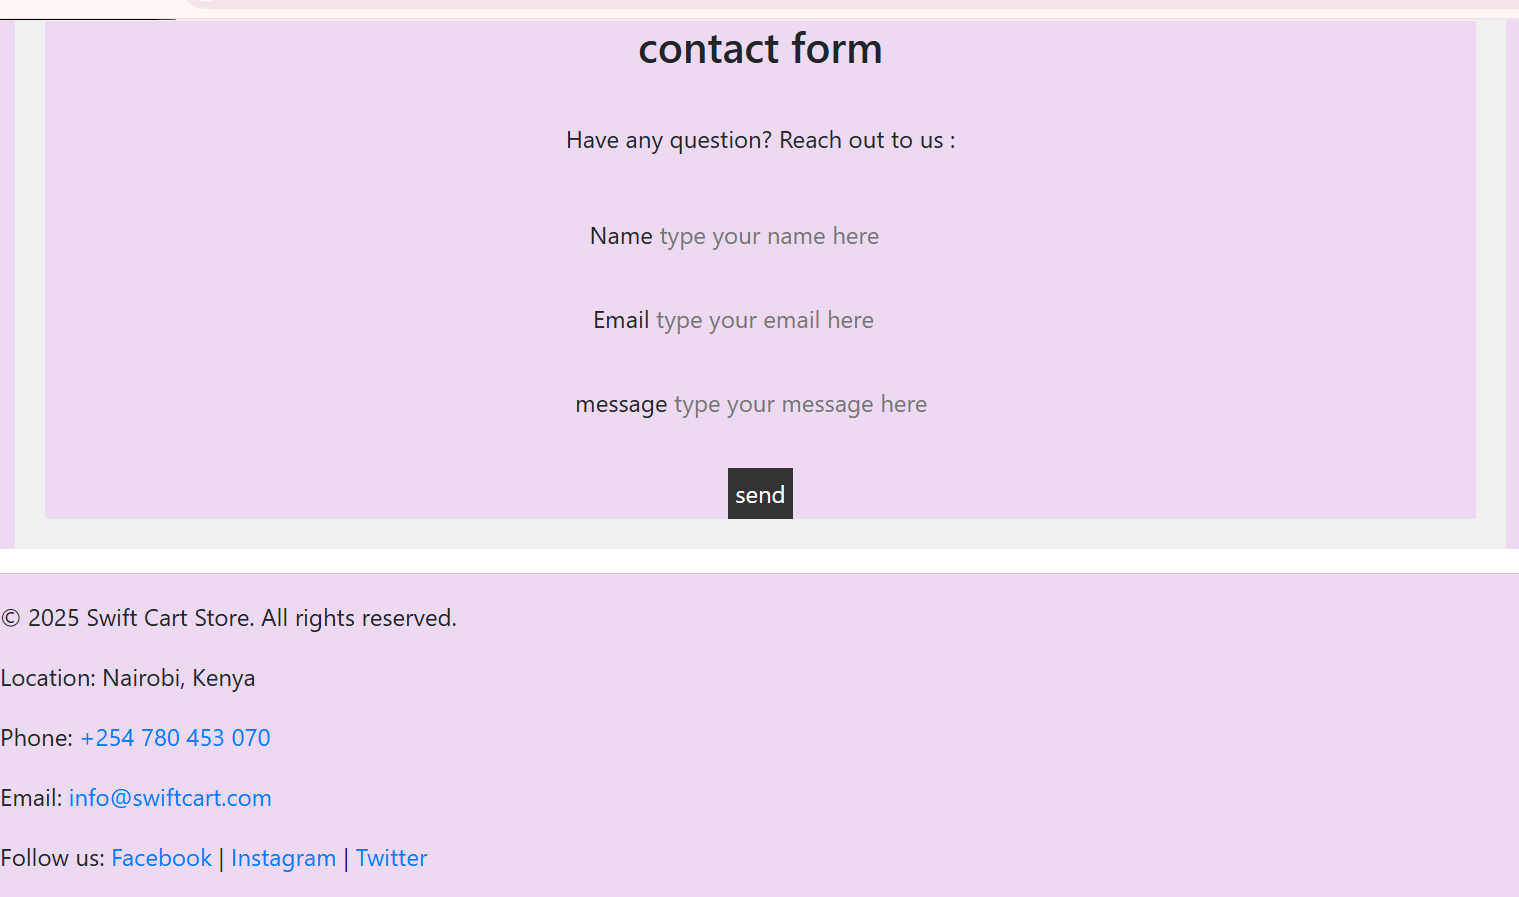 contact form
Have any question? Reach out to us :
Name type your name here
Email type your email here
message type your message here
send
© 2025 Swift Cart Store. All rights reserved.
Location: Nairobi, Kenya
Phone: +254 780 453 070
Email: info@swiftcart.com
Follow us: Facebook | Instagram | Twitter